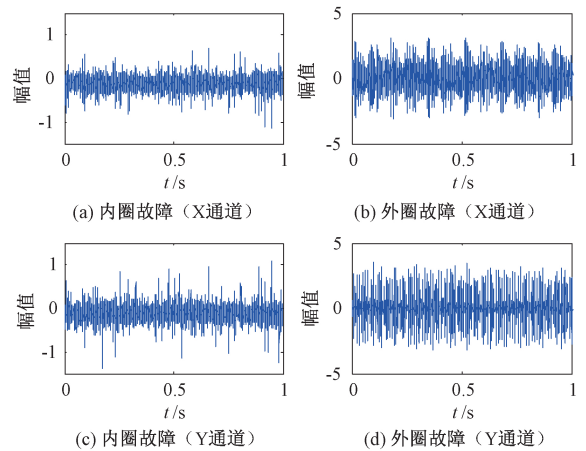 1
0
-1
幅值
0
0.5
1
t /s
(a) 内圈故障（X通道）
5
0
-5
幅值
0
0.5
1
t /s
(b) 外圈故障（X通道）
1
0
-1
幅值
0
0.5
1
t /s
(c) 内圈故障（Y通道）
5
0
-5
幅值
0
0.5
1
t /s
(d) 外圈故障（Y通道）